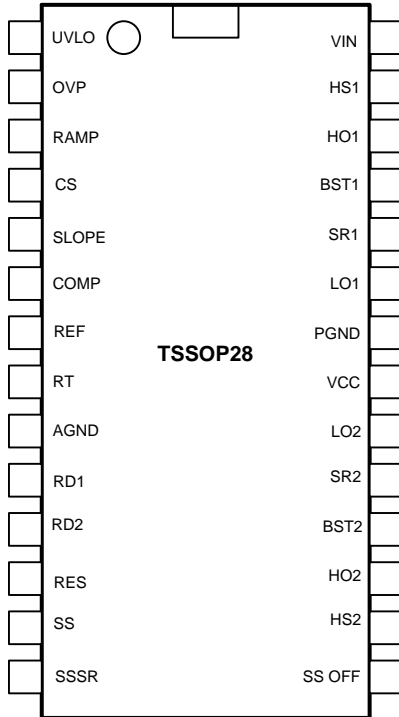 UVLO VIN
OVP HS1
RAMP HO1
CS BST1
SLOPE SR1
COMP LO1
REF PGND
TSSOP28
RT VCC
AGND LO2
RD1 SR2
RD2 BST2
RES HO2
SS HS2
SSSR SS OFF